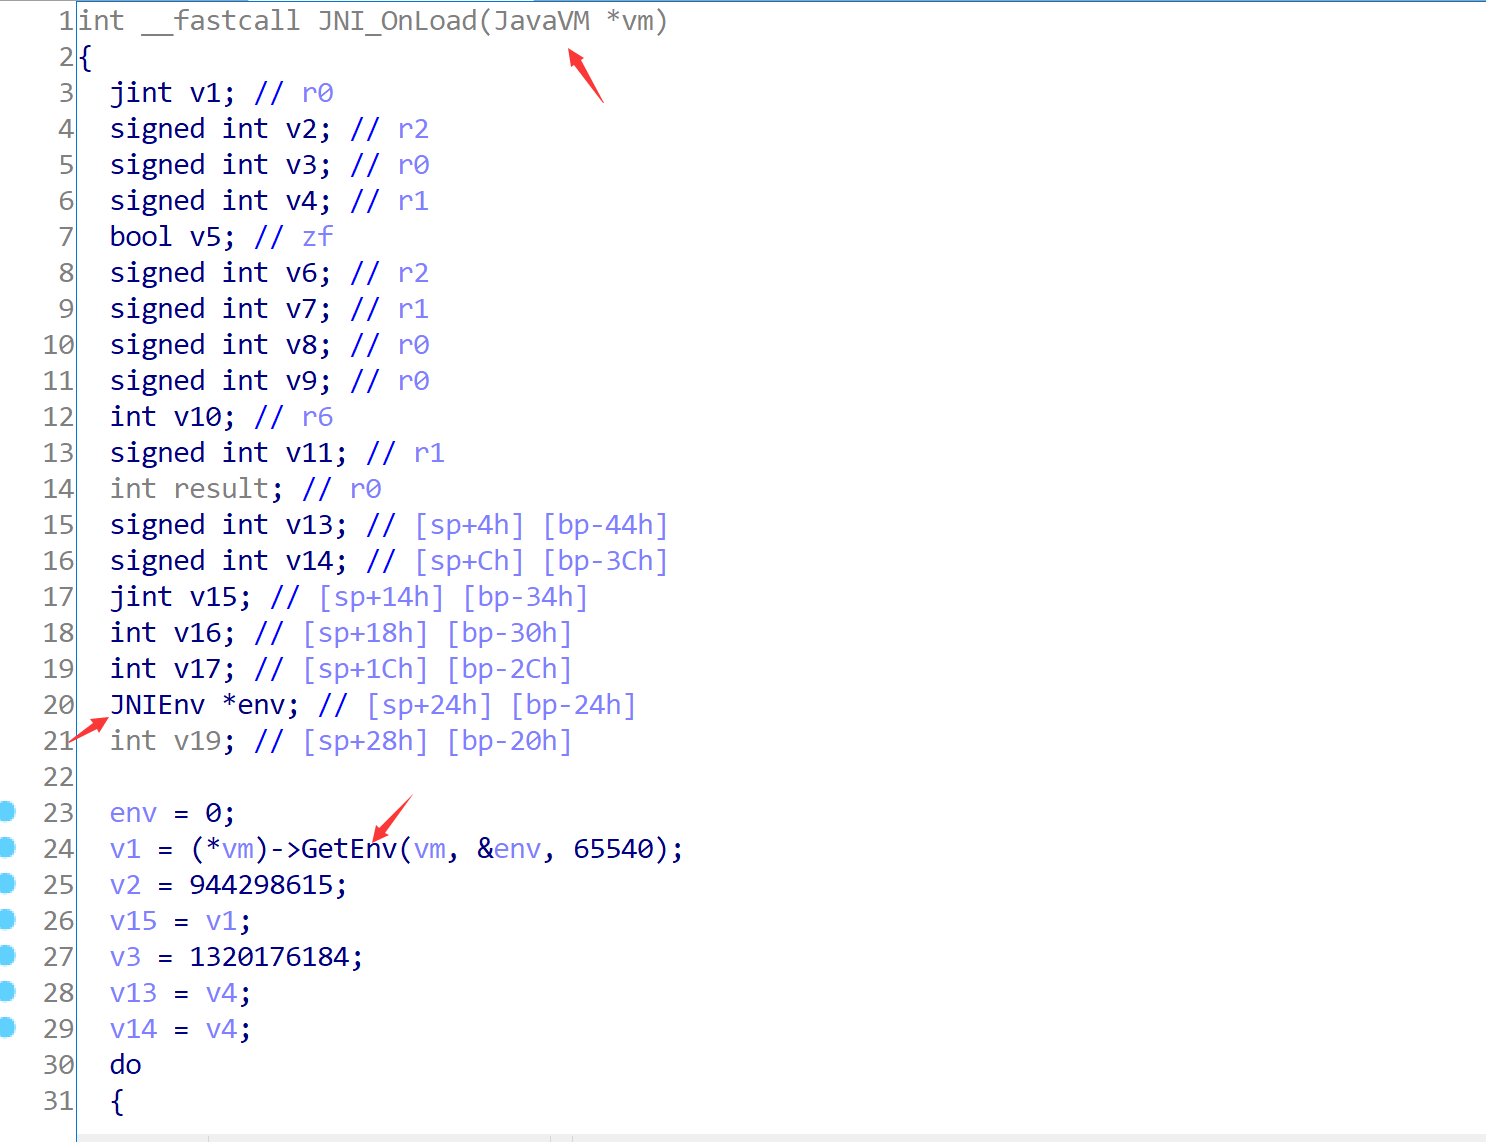 1 int __fastcall JNI_OnLoad(JavaVM *vm)
2 {
3 jint v1; // r0
4 signed int v2; // r2
5 signed int v3; // r0
6 signed int v4; // r1
7 bool v5; // zf
8 signed int v6; // r2
9 signed int v7; // r1
10 signed int v8; // r0
11 signed int v9; // r0
12 int v10; // r6
13 signed int v11; // r1
14 int result; // r0
15 signed int v13; // [sp+4h] [bp-44h]
16 signed int v14; // [sp+Ch] [bp-3Ch]
17 jint v15; // [sp+14h] [bp-34h]
18 int v16; // [sp+18h] [bp-30h]
19 int v17; // [sp+1Ch] [bp-2Ch]
20 JNIEnv *env; // [sp+24h] [bp-24h]
21 int v19; // [sp+28h] [bp-20h]
22
23 env = 0;
24 v1 = (*vm)->GetEnv(vm, &env, 65540);
25 v2 = 944298615;
26 v15 = v1;
27 v3 = 1320176184;
28 v13 = v4;
29 v14 = v4;
30 do
31 {